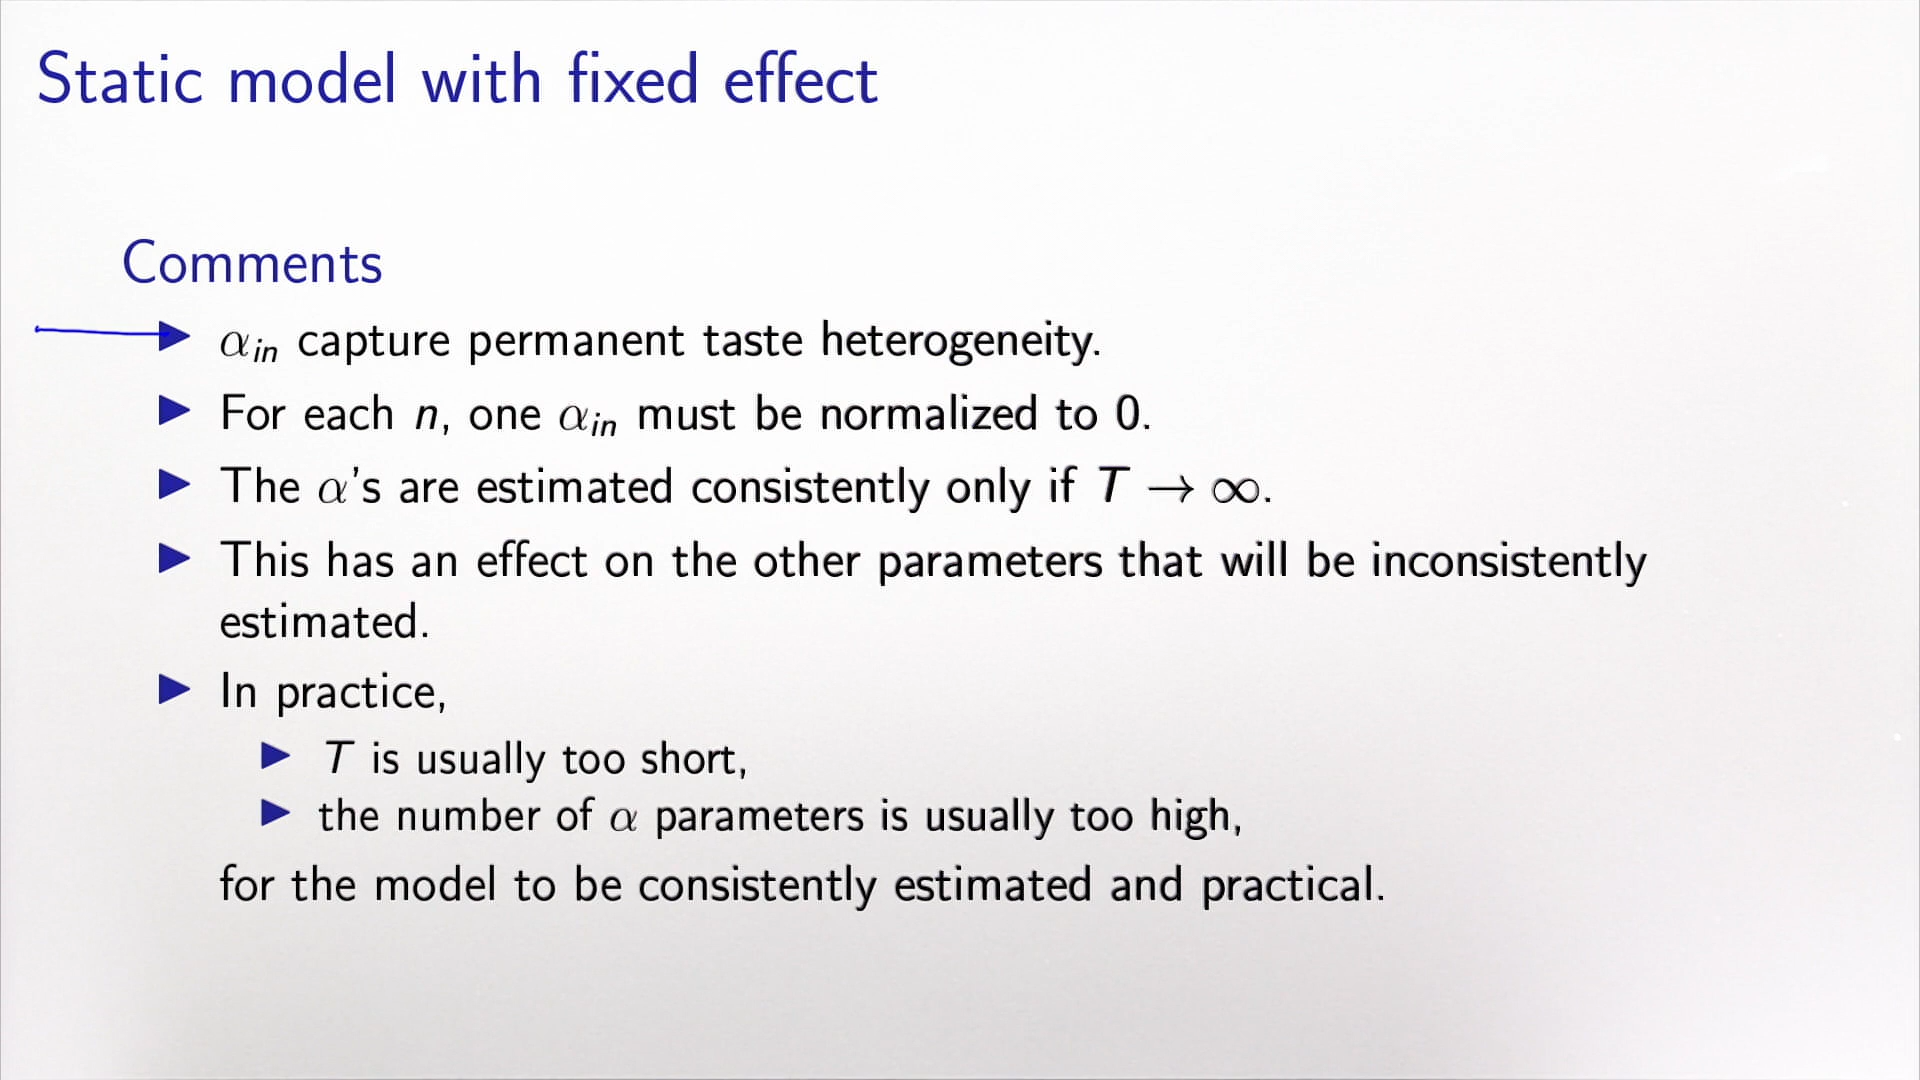 Static model with fixed effect
Comments
▶ αin capture permanent taste heterogeneity.
▶ For each n, one αin must be normalized to 0.
▶ The α's are estimated consistently only if T → ∞.
▶ This has an effect on the other parameters that will be inconsistently
estimated.
▶ In practice,
▶ T is usually too short,
▶ the number of α parameters is usually too high,
for the model to be consistently estimated and practical.